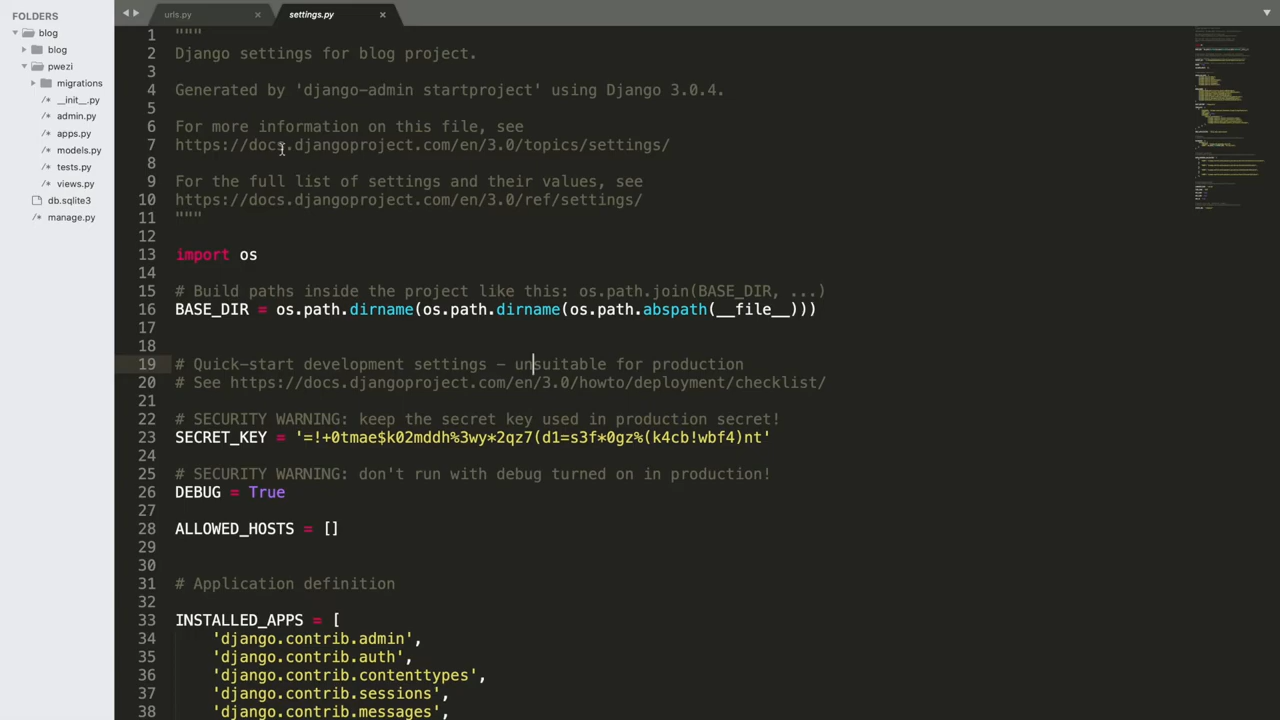 FOLDERS
blog
blog
pwezi
migrations
/* __init__.py
/* admin.py
/* apps.py
/* models.py
/* tests.py
/* views.py
db.sqlite3
/* manage.py
urls.py ×
settings.py ×
1 """
2 Django settings for blog project.
3
4 Generated by 'django-admin startproject' using Django 3.0.4.
5
6 For more information on this file, see
7 https://docs.djangoproject.com/en/3.0/topics/settings/
8
9 For the full list of settings and their values, see
10 https://docs.djangoproject.com/en/3.0/ref/settings/
11 """
12
13 import os
14
15 # Build paths inside the project like this: os.path.join(BASE_DIR, ...)
16 BASE_DIR = os.path.dirname(os.path.dirname(os.path.abspath(__file__)))
17
18
19 # Quick-start development settings - unsuitable for production
20 # See https://docs.djangoproject.com/en/3.0/howto/deployment/checklist/
21
22 # SECURITY WARNING: keep the secret key used in production secret!
23 SECRET_KEY = '=!+0tmae$k02mddh%3wy*2qz7(d1=s3f*0gz%(k4cb!wbf4)nt'
24
25 # SECURITY WARNING: don't run with debug turned on in production!
26 DEBUG = True
27
28 ALLOWED_HOSTS = []
29
30
31 # Application definition
32
33 INSTALLED_APPS = [
34 'django.contrib.admin',
35 'django.contrib.auth',
36 'django.contrib.contenttypes',
37 'django.contrib.sessions',
38 'django.contrib.messages',